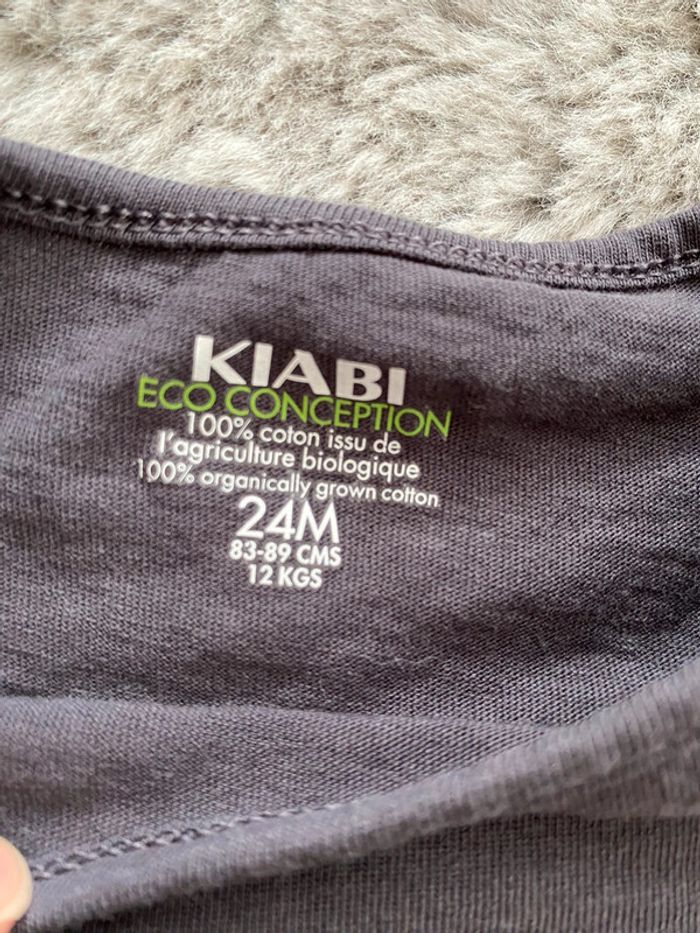 KIABI
ECO CONCEPTION
100% coton issu de
l'agriculture biologique
100% organically grown cotton
24M
83-89 CMS
12 KGS